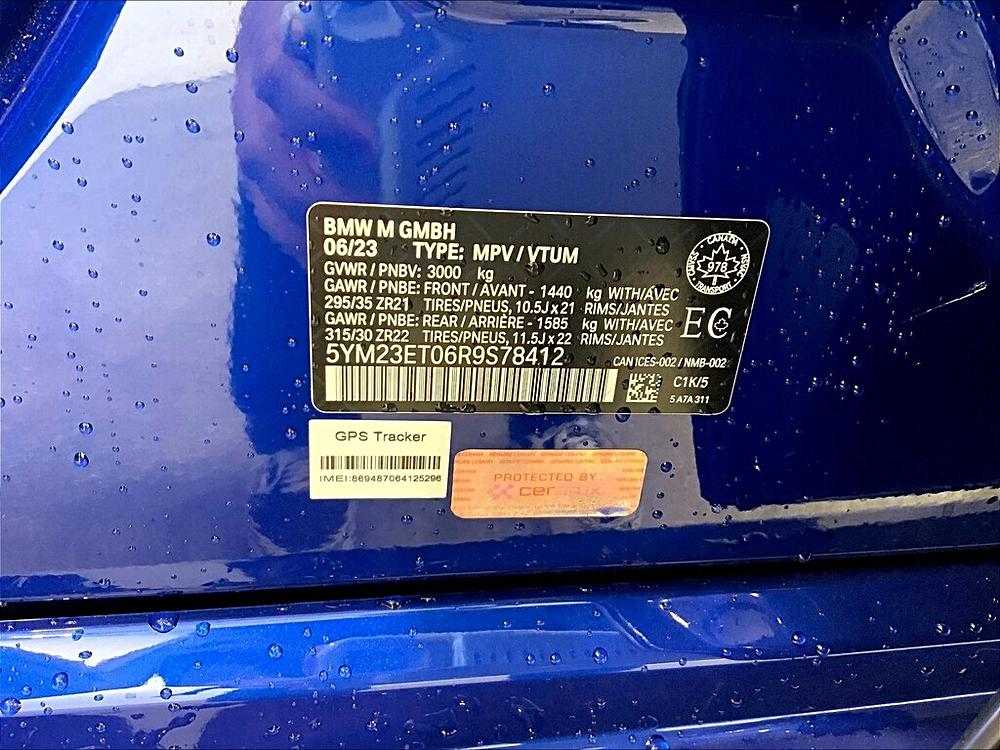 BMW M GMBH
06/23 TYPE: MPV / VTUM
GVWR / PNBV: 3000 kg
GAWR / PNBE: FRONT / AVANT - 1440 kg WITH/AVEC
295/35 ZR21 TIRES/PNEUS, 10.5J x 21 RIMS/JANTES
GAWR / PNBE: REAR / ARRIÈRE - 1585 kg WITH/AVEC
315/30 ZR22 TIRES/PNEUS, 11.5J x 22 RIMS/JANTES
5YM23ET06R9S78412
CANADA
978
TRANSPORT
EC
CAN ICES-002 / NMB-002
C1K/5
5 A7A 311
GPS Tracker
IMEI:869487064125296
PROTECTED BY